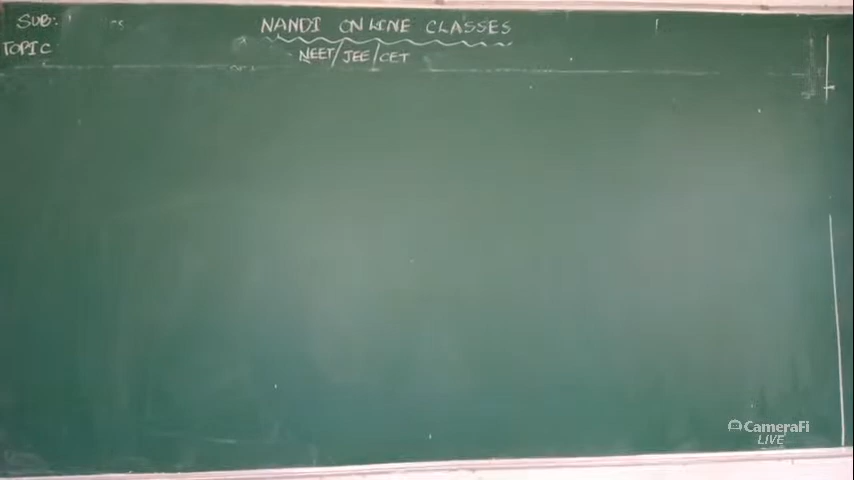 SUB:
NANDI ONLINE CLASSES
TOPIC
NEET/JEE/CET
CameraFi
LIVE